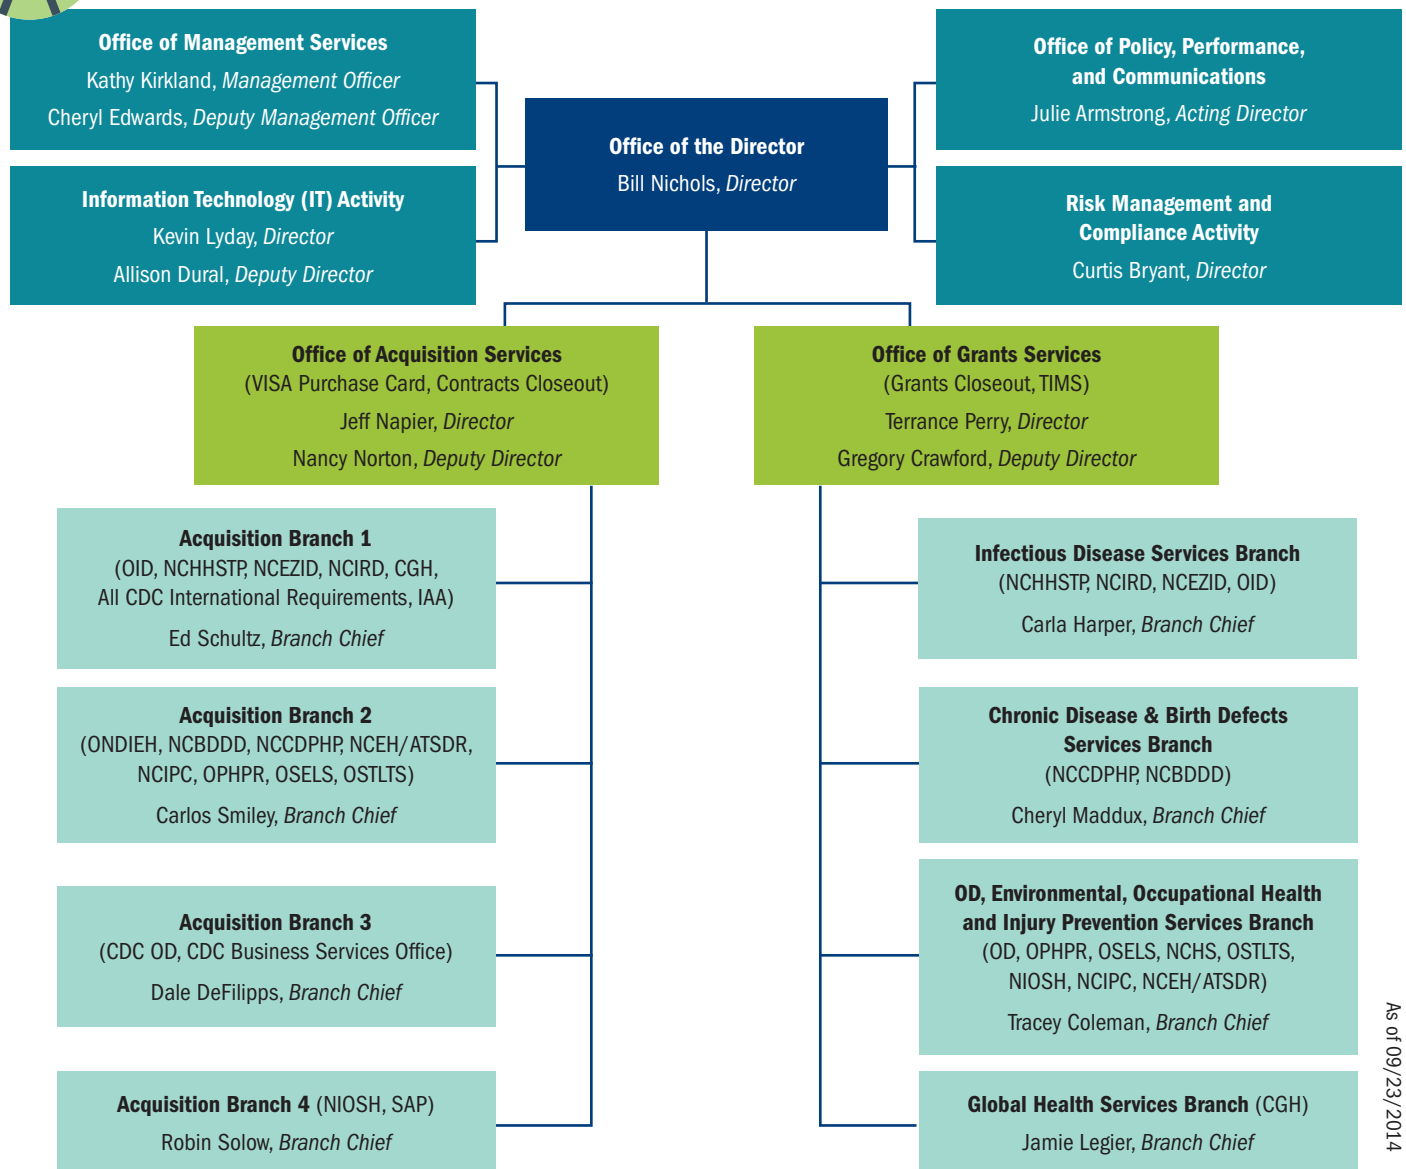 Office of Management Services
Kathy Kirkland, Management Officer
Cheryl Edwards, Deputy Management Officer
Information Technology (IT) Activity
Kevin Lyday, Director
Allison Dural, Deputy Director
Office of the Director
Bill Nichols, Director
Office of Policy, Performance,
and Communications
Julie Armstrong, Acting Director
Risk Management and
Compliance Activity
Curtis Bryant, Director
Office of Acquisition Services
(VISA Purchase Card, Contracts Closeout)
Jeff Napier, Director
Nancy Norton, Deputy Director
Office of Grants Services
(Grants Closeout, TIMS)
Terrance Perry, Director
Gregory Crawford, Deputy Director
Acquisition Branch 1
(OID, NCHHSTP, NCEZID, NCIRD, CGH,
All CDC International Requirements, IAA)
Ed Schultz, Branch Chief
Acquisition Branch 2
(ONDIEH, NCBDDD, NCCDPHP, NCEH/ATSDR,
NCIPC, OPHPR, OSELS, OSTLTS)
Carlos Smiley, Branch Chief
Acquisition Branch 3
(CDC OD, CDC Business Services Office)
Dale DeFilipps, Branch Chief
Acquisition Branch 4 (NIOSH, SAP)
Robin Solow, Branch Chief
Infectious Disease Services Branch
(NCHHSTP, NCIRD, NCEZID, OID)
Carla Harper, Branch Chief
Chronic Disease & Birth Defects
Services Branch
(NCCDPHP, NCBDDD)
Cheryl Maddux, Branch Chief
OD, Environmental, Occupational Health
and Injury Prevention Services Branch
(OD, OPHPR, OSELS, NCHS, OSTLTS,
NIOSH, NCIPC, NCEH/ATSDR)
Tracey Coleman, Branch Chief
Global Health Services Branch (CGH)
Jamie Legier, Branch Chief
As of 09/23/2014